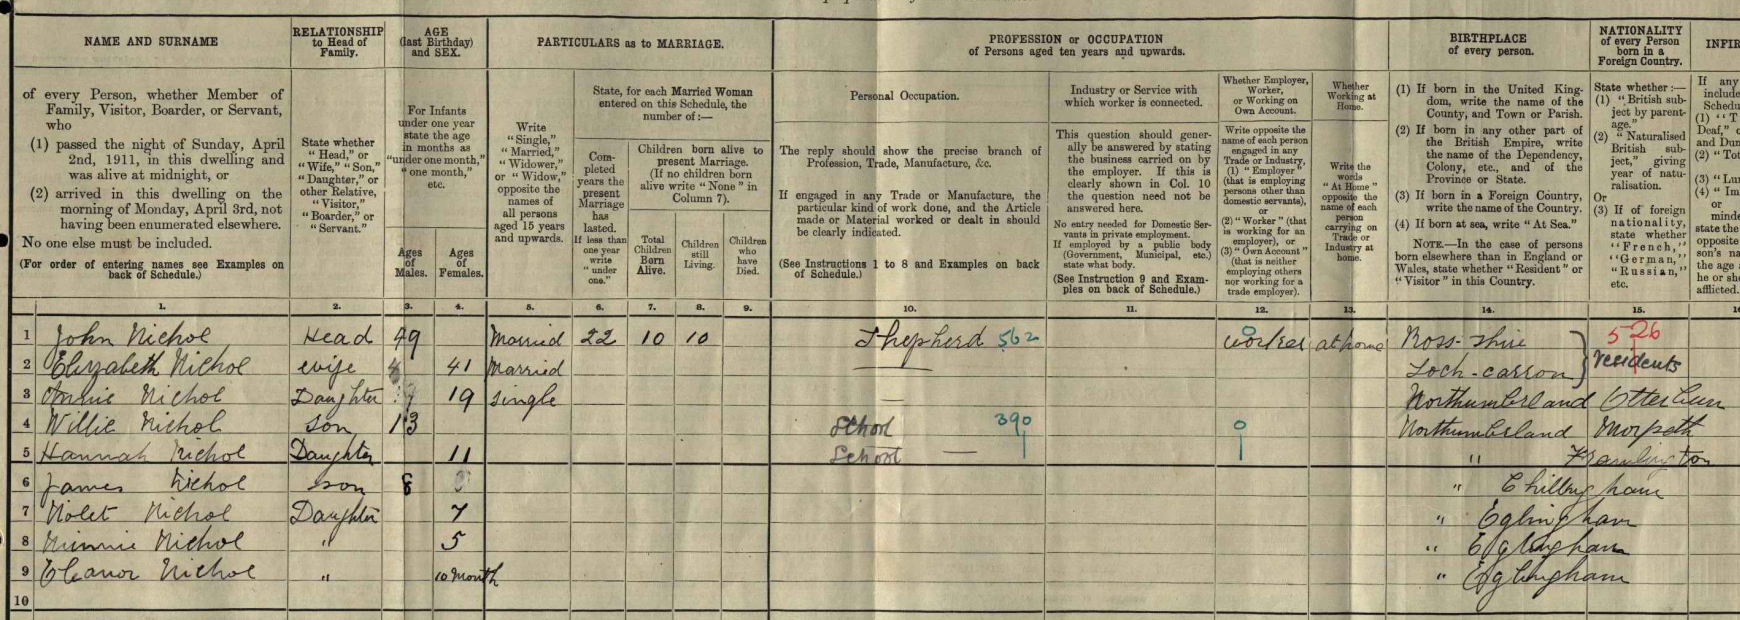 NAME AND SURNAME
RELATIONSHIP
to Head of
Family.
AGE
(last Birthday)
and SEX.
PARTICULARS as to MARRIAGE.
PROFESSION or OCCUPATION
of Persons aged ten years and upwards.
BIRTHPLACE
of every person.
NATIONALITY
of every Person
born in a
Foreign Country.
INFIR
of every Person, whether Member of
Family, Visitor, Boarder, or Servant,
who
(1) passed the night of Sunday, April
2nd, 1911, in this dwelling and
was alive at midnight, or
(2) arrived in this dwelling on the
morning of Monday, April 3rd, not
having been enumerated elsewhere.
No one else must be included.
(For order of entering names see Examples on
back of Schedule.)
State whether
"Head," or
"Wife," "Son,"
"Daughter," or
other Relative,
"Visitor,"
"Boarder," or
"Servant."
For Infants
under one year
state the age
in months as
"under one month,"
"one month,"
etc.
Ages
of
Males.
Ages
of
Females.
Write
"Single,"
"Married,"
"Widower,"
or "Widow,"
opposite the
names of
all persons
aged 15 years
and upwards.
State, for each Married Woman
entered on this Schedule, the
number of:—
Com-
pleted
years the
present
Marriage
has
lasted.
If less than
one year
write
"under
one."
Children born alive to
present Marriage.
(If no children born
alive write "None" in
Column 7).
Total
Children
Born
Alive.
Children
still
Living.
Children
who
have
Died.
Personal Occupation.
The reply should show the precise branch of
Profession, Trade, Manufacture, &c.
If engaged in any Trade or Manufacture, the
particular kind of work done, and the Article
made or Material worked or dealt in should
be clearly indicated.
(See Instructions 1 to 8 and Examples on back
of Schedule.)
Industry or Service with
which worker is connected.
This question should gener-
ally be answered by stating
the business carried on by
the employer. If this is
clearly shown in Col. 10
the question need not be
answered here.
No entry needed for Domestic Ser-
vants in private employment.
If employed by a public body
(Government, Municipal, etc.)
state what body.
(See Instruction 9 and Exam-
ples on back of Schedule.)
Whether Employer,
Worker,
or Working on
Own Account.
Write opposite the
name of each person
engaged in any
Trade or Industry,
(1) "Employer"
(that is employing
persons other than
domestic servants),
or
(2) "Worker" (that
is working for an
employer), or
(3) "Own Account"
(that is neither
employing others
nor working for a
trade employer).
Whether
Working at
Home.
Write the
words
"At Home"
opposite the
name of each
person
carrying on
Trade or
Industry at
home.
(1) If born in the United King-
dom, write the name of the
County, and Town or Parish.
(2) If born in any other part of
the British Empire, write
the name of the Dependency,
Colony, etc., and of the
Province or State.
(3) If born in a Foreign Country,
write the name of the Country.
(4) If born at sea, write "At Sea."
NOTE.—In the case of persons
born elsewhere than in England or
Wales, state whether "Resident" or
"Visitor" in this Country.
State whether :—
(1) "British sub-
ject by parent-
age."
(2) "Naturalised
British sub-
ject," giving
year of natu-
ralisation.
Or
(3) If of foreign
nationality,
state whether
"French,"
"German,"
"Russian,"
etc.
If any
include
Schedu
(1) "T
Deaf,"
and Dun
(2) "Tot
(3) "Lun
(4) "Im
or
minde
state the
opposite
son's na
the age a
he or sh
afflicted.
1. 2. 3. 4. 5. 6. 7. 8. 9. 10. 11. 12. 13. 14. 15.
1 John Nichol Head 49 Married 22 10 10 Shepherd 562 worker at home Ross-shire 526
2 Elizabeth Nichol wife 41 Married Loch-carron residents
3 Annie Nichol Daughter 19 single Northumberland Otterburn
4 Willie Nichol son 13 School 390 0 Northumberland Morpeth
5 Hannah Nichol Daughter 11 School " Framlington
6 James Nichol son 8 " Chillingham
7 Violet Nichol Daughter 7 " Eglingham
8 Minnie Nichol " 5 " Eglingham
9 Eleanor Nichol " 10 month " Eglingham
10